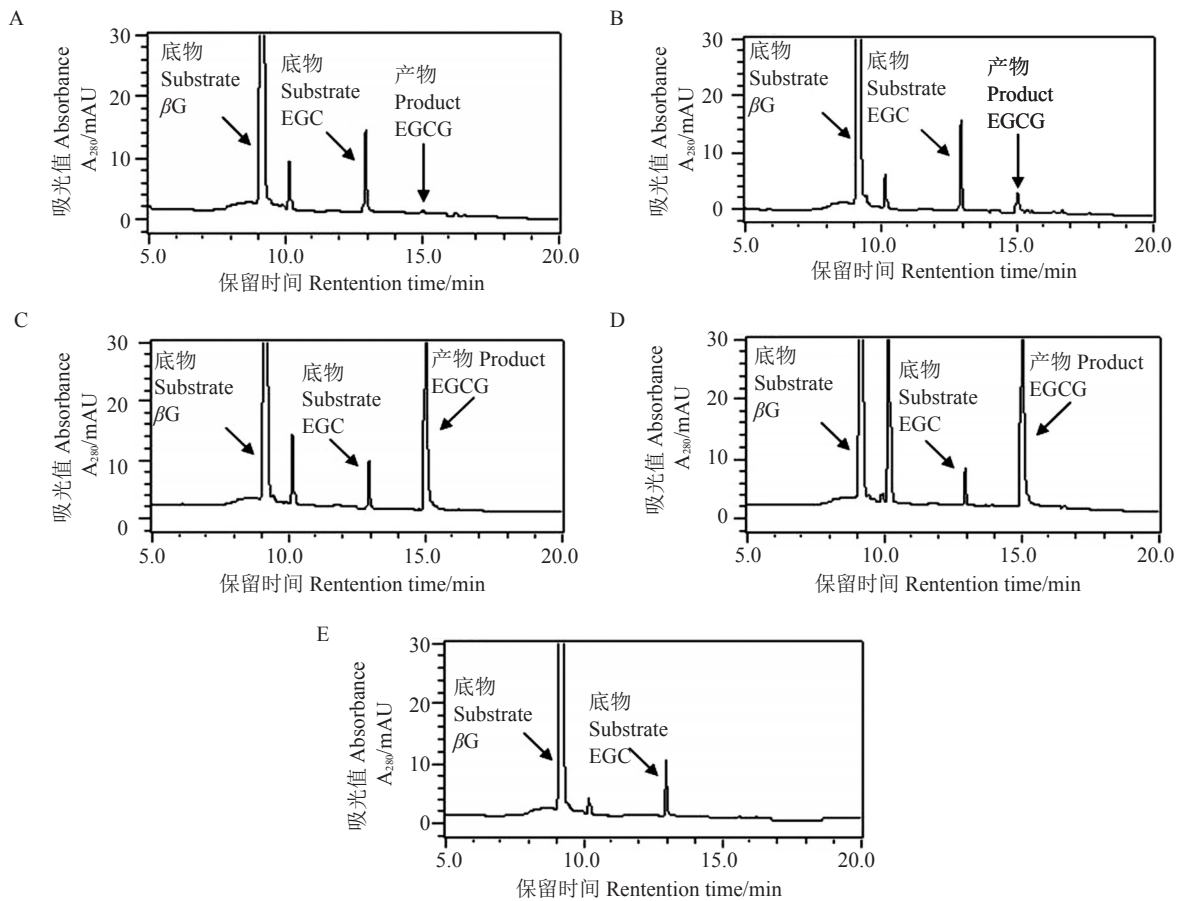 A
吸光值 Absorbance
A₂₈₀/mAU
30
20
10
0
底物
Substrate
βG
底物
Substrate
EGC
产物
Product
EGCG
5.0
10.0
15.0
20.0
保留时间 Rentention time/min
B
吸光值 Absorbance
A₂₈₀/mAU
30
20
10
0
底物
Substrate
βG
底物
Substrate
EGC
产物
Product
EGCG
5.0
10.0
15.0
20.0
保留时间 Rentention time/min
C
吸光值 Absorbance
A₂₈₀/mAU
30
20
10
0
底物
Substrate
βG
底物
Substrate
EGC
产物 Product
EGCG
5.0
10.0
15.0
20.0
保留时间 Rentention time/min
D
吸光值 Absorbance
A₂₈₀/mAU
30
20
10
0
底物
Substrate
βG
底物
Substrate
EGC
产物 Product
EGCG
5.0
10.0
15.0
20.0
保留时间 Rentention time/min
E
吸光值 Absorbance
A₂₈₀/mAU
30
20
10
0
底物
Substrate
βG
底物
Substrate
EGC
5.0
10.0
15.0
20.0
保留时间 Rentention time/min